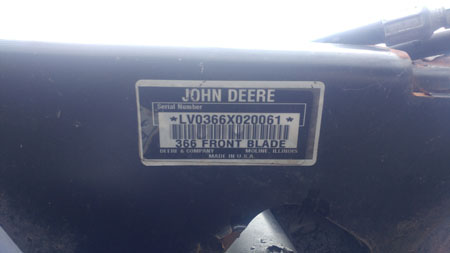 JOHN DEERE
Serial Number
*LV0366X020061*
366 FRONT BLADE
DEERE & COMPANY MOLINE, ILLINOIS
MADE IN U.S.A.